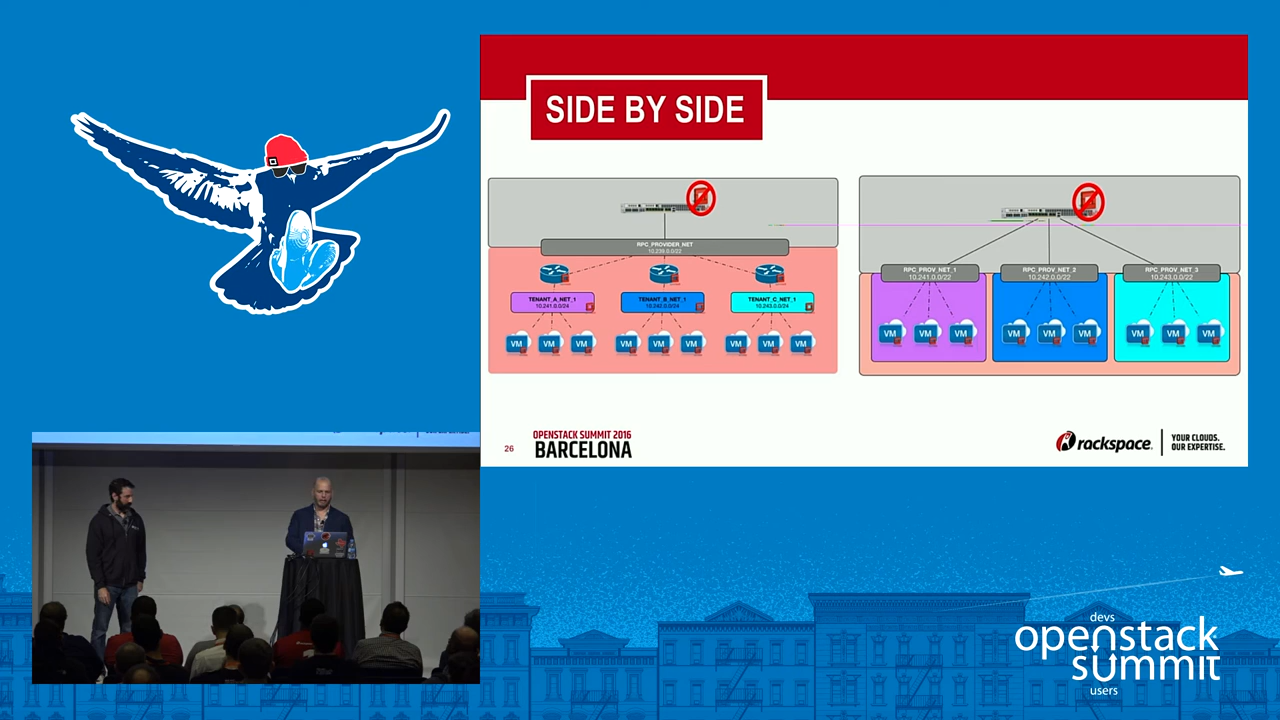 SIDE BY SIDE
RPC_PROVIDER_NET
10.239.0.0/22
TENANT_A_NET_1
10.241.0.0/24
TENANT_B_NET_1
10.242.0.0/24
TENANT_C_NET_1
10.243.0.0/24
VM VM VM VM VM VM VM VM VM
RPC_PROV_NET_1
10.241.0.0/22
RPC_PROV_NET_2
10.242.0.0/22
RPC_PROV_NET_3
10.243.0.0/22
VM VM VM VM VM VM VM VM VM
26
OPENSTACK SUMMIT 2016
BARCELONA
rackspace.
YOUR CLOUDS.
OUR EXPERTISE.
devs
openstack
summit
users